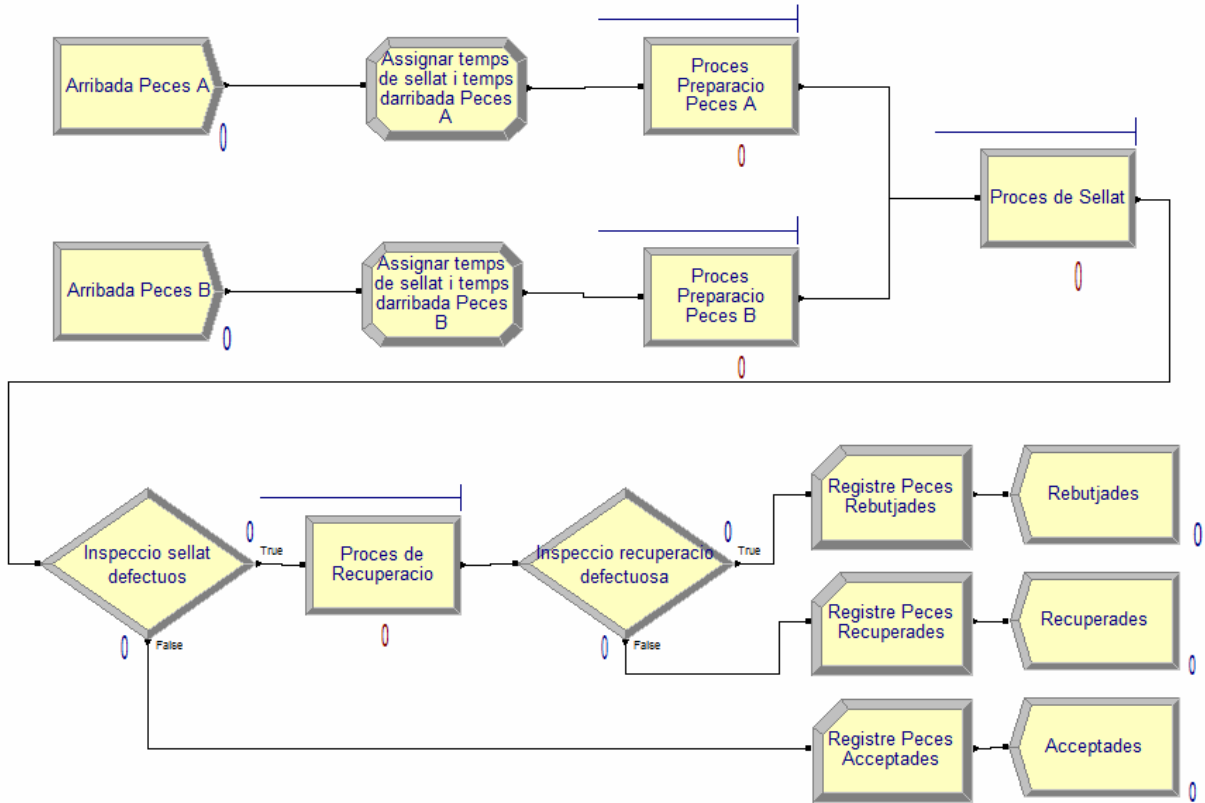 Arribada Peces A
0
Assignar temps
de sellat i temps
darribada Peces
A
Proces
Preparacio
Peces A
0
Proces de Sellat
0
Arribada Peces B
0
Assignar temps
de sellat i temps
darribada Peces
B
Proces
Preparacio
Peces B
0
Inspeccio sellat
defectuos
0
True
0
False
Proces de
Recuperacio
0
Inspeccio recuperacio
defectuosa
0
True
0
False
Registre Peces
Rebutjades
Rebutjades
0
Registre Peces
Recuperades
Recuperades
0
Registre Peces
Acceptades
Acceptades
0